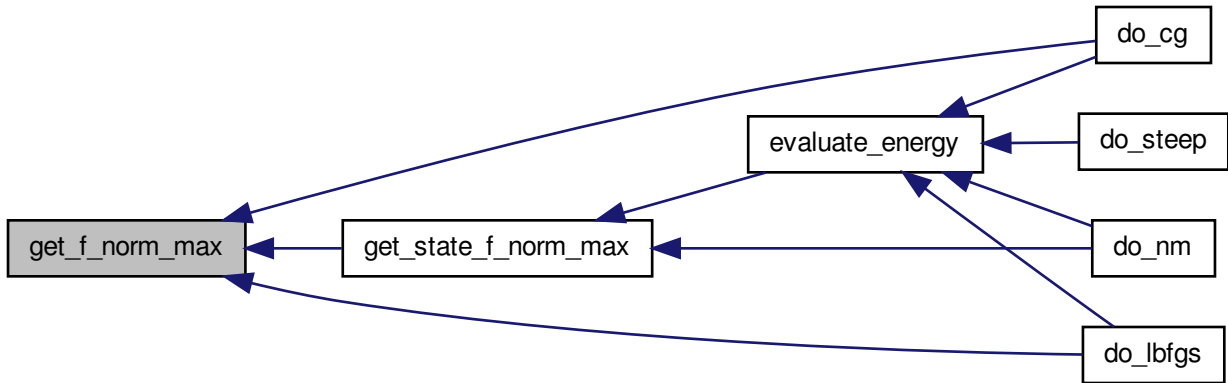 do_cg
evaluate_energy
do_steep
get_f_norm_max
get_state_f_norm_max
do_nm
do_lbfgs